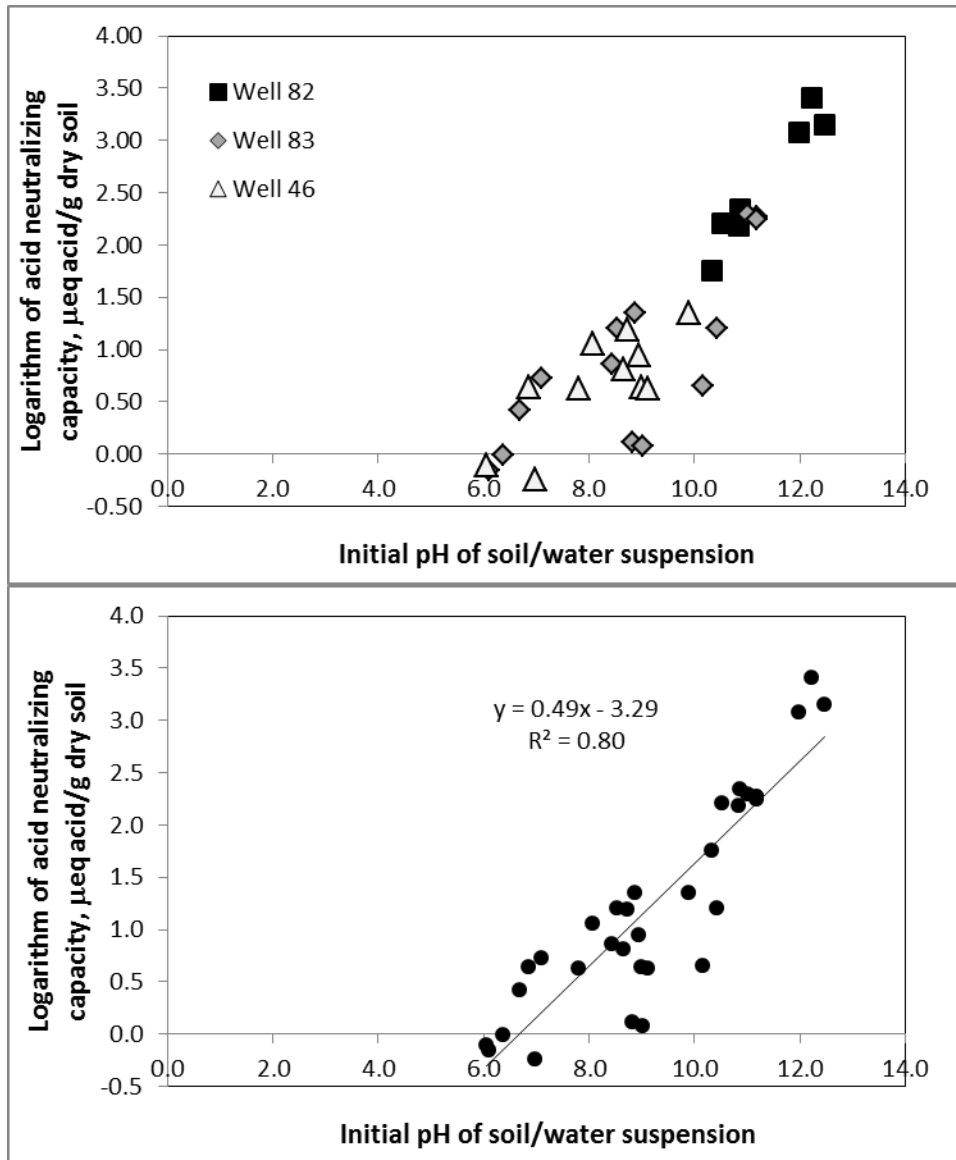 4.00
3.50
3.00
2.50
2.00
1.50
1.00
0.50
0.00
-0.50
Logarithm of acid neutralizing
capacity, μeq acid/g dry soil
Well 82
Well 83
Well 46
0.0 2.0 4.0 6.0 8.0 10.0 12.0 14.0
Initial pH of soil/water suspension
4.0
3.5
3.0
2.5
2.0
1.5
1.0
0.5
0.0
-0.5
Logarithm of acid neutralizing
capacity, μeq acid/g dry soil
y = 0.49x - 3.29
R² = 0.80
0.0 2.0 4.0 6.0 8.0 10.0 12.0 14.0
Initial pH of soil/water suspension